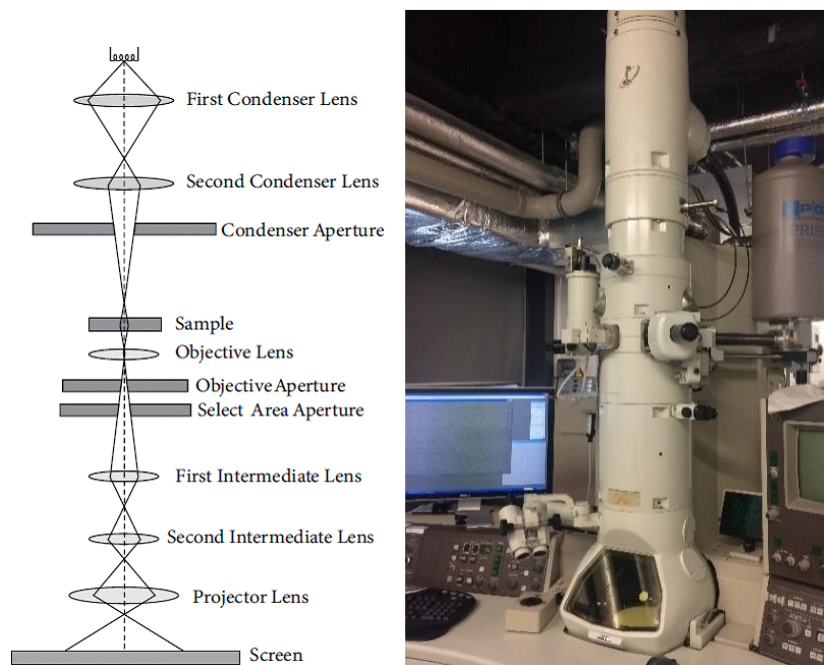 First Condenser Lens
Second Condenser Lens
Condenser Aperture
Sample
Objective Lens
Objective Aperture
Select Area Aperture
First Intermediate Lens
Second Intermediate Lens
Projector Lens
Screen